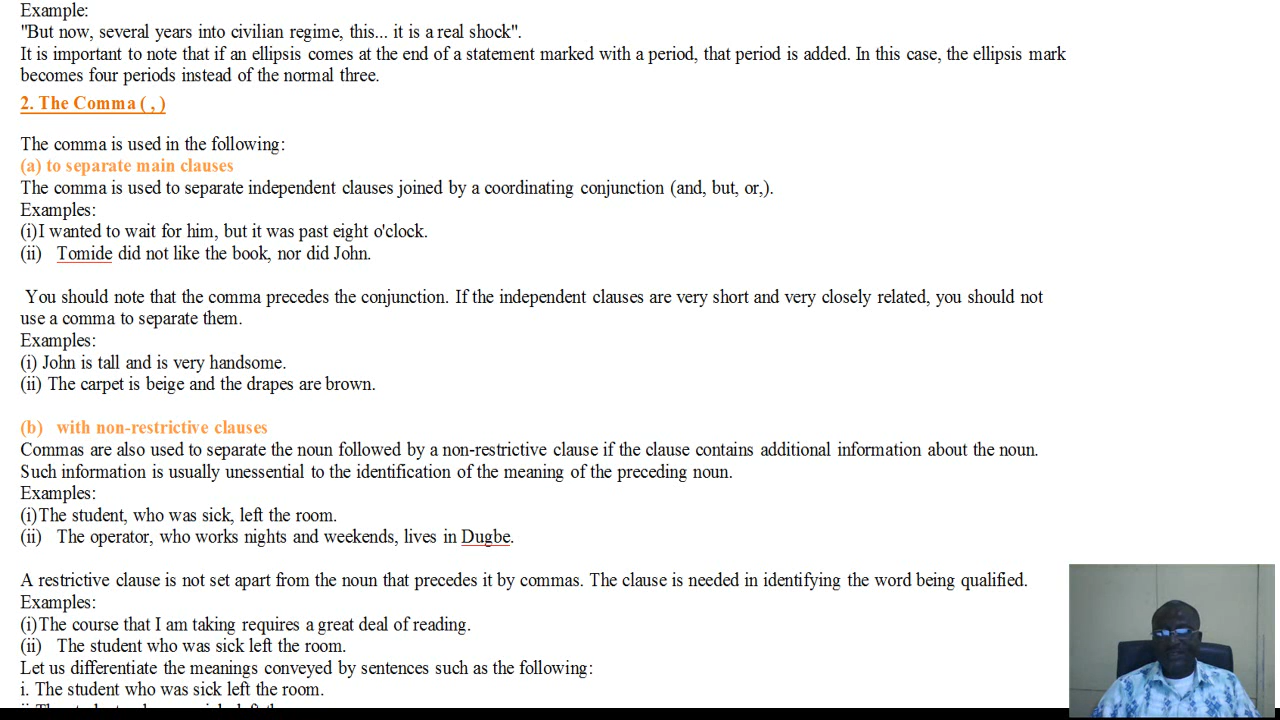 Example:
"But now, several years into civilian regime, this... it is a real shock".
It is important to note that if an ellipsis comes at the end of a statement marked with a period, that period is added. In this case, the ellipsis mark
becomes four periods instead of the normal three.
2. The Comma ( , )
The comma is used in the following:
(a) to separate main clauses
The comma is used to separate independent clauses joined by a coordinating conjunction (and, but, or,).
Examples:
(i)I wanted to wait for him, but it was past eight o'clock.
(ii) Tomide did not like the book, nor did John.
You should note that the comma precedes the conjunction. If the independent clauses are very short and very closely related, you should not
use a comma to separate them.
Examples:
(i) John is tall and is very handsome.
(ii) The carpet is beige and the drapes are brown.
(b) with non-restrictive clauses
Commas are also used to separate the noun followed by a non-restrictive clause if the clause contains additional information about the noun.
Such information is usually unessential to the identification of the meaning of the preceding noun.
Examples:
(i)The student, who was sick, left the room.
(ii) The operator, who works nights and weekends, lives in Dugbe.
A restrictive clause is not set apart from the noun that precedes it by commas. The clause is needed in identifying the word being qualified.
Examples:
(i)The course that I am taking requires a great deal of reading.
(ii) The student who was sick left the room.
Let us differentiate the meanings conveyed by sentences such as the following:
i. The student who was sick left the room.